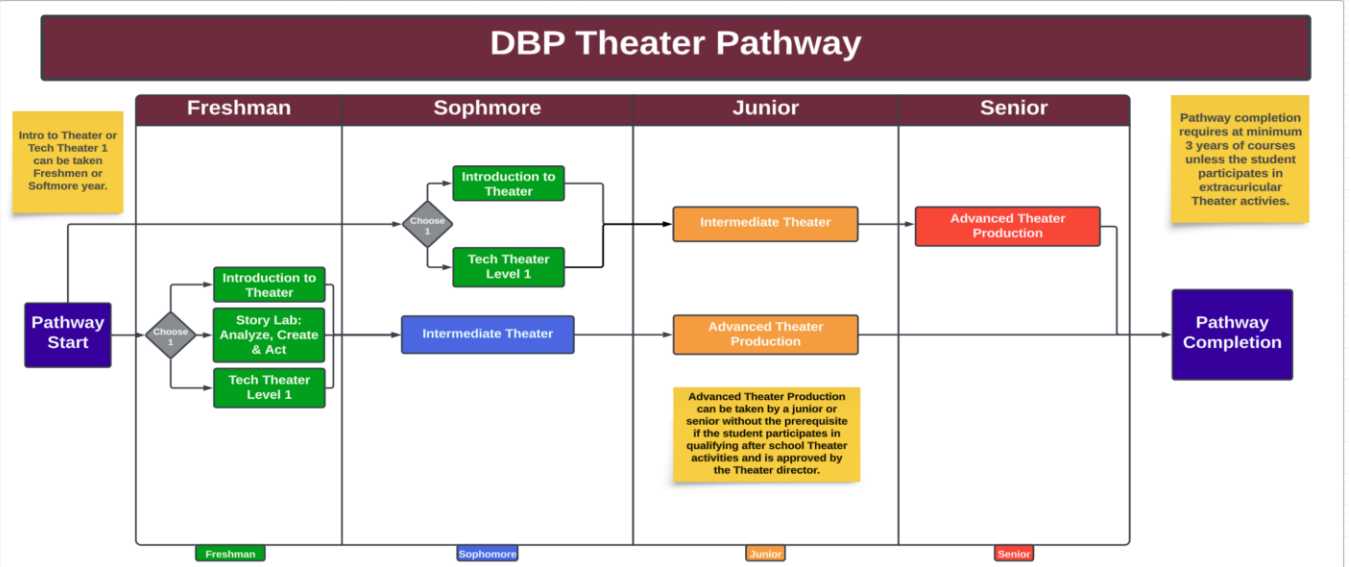 DBP Theater Pathway
Freshman
Sophmore
Junior
Senior
Intro to Theater or
Tech Theater 1
can be taken
Freshmen or
Softmore year.
Pathway completion
requires at minimum
3 years of courses
unless the student
participates in
extracuricular
Theater activies.
Pathway
Start
Choose
1
Introduction to
Theater
Story Lab:
Analyze, Create
& Act
Tech Theater
Level 1
Choose
1
Introduction to
Theater
Tech Theater
Level 1
Intermediate Theater
Intermediate Theater
Advanced Theater
Production
Advanced Theater Production
can be taken by a junior or
senior without the prerequisite
if the student participates in
qualifying after school Theater
activities and is approved by
the Theater director.
Advanced Theater
Production
Pathway
Completion
Freshman
Sophomore
Junior
Senior